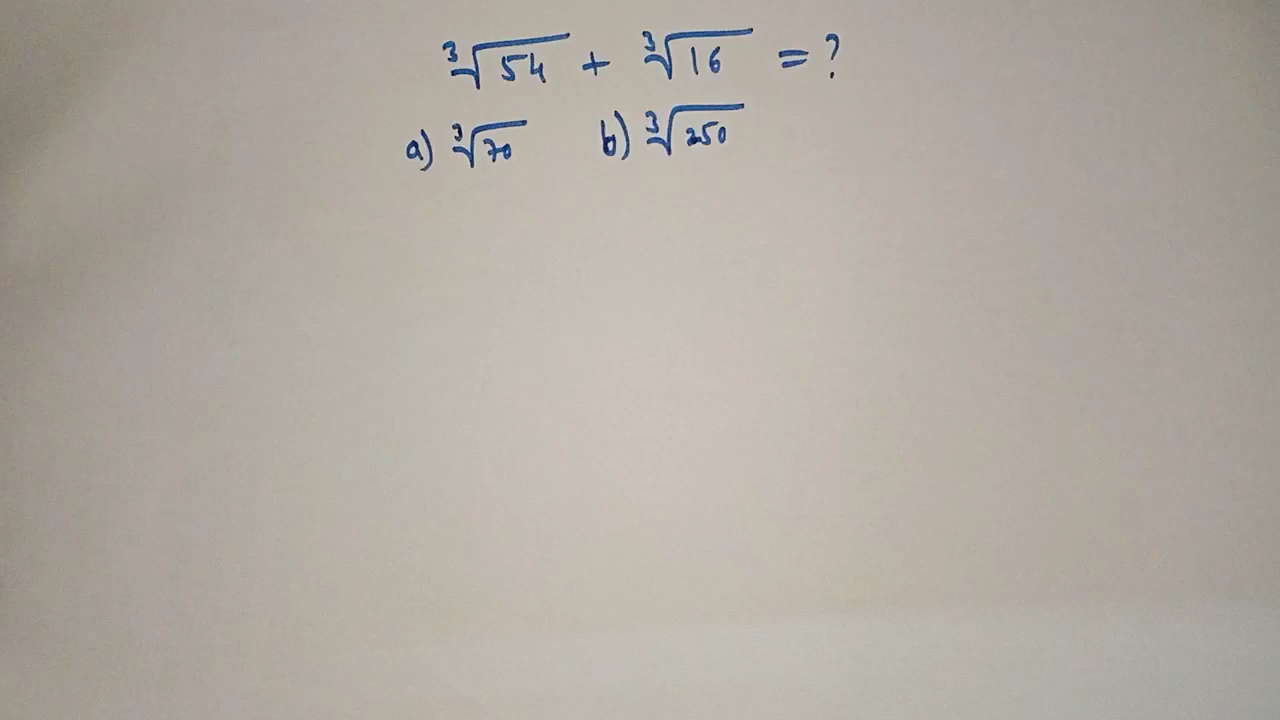 ∛54 + ∛16 = ?
a) ∛70 b) ∛250